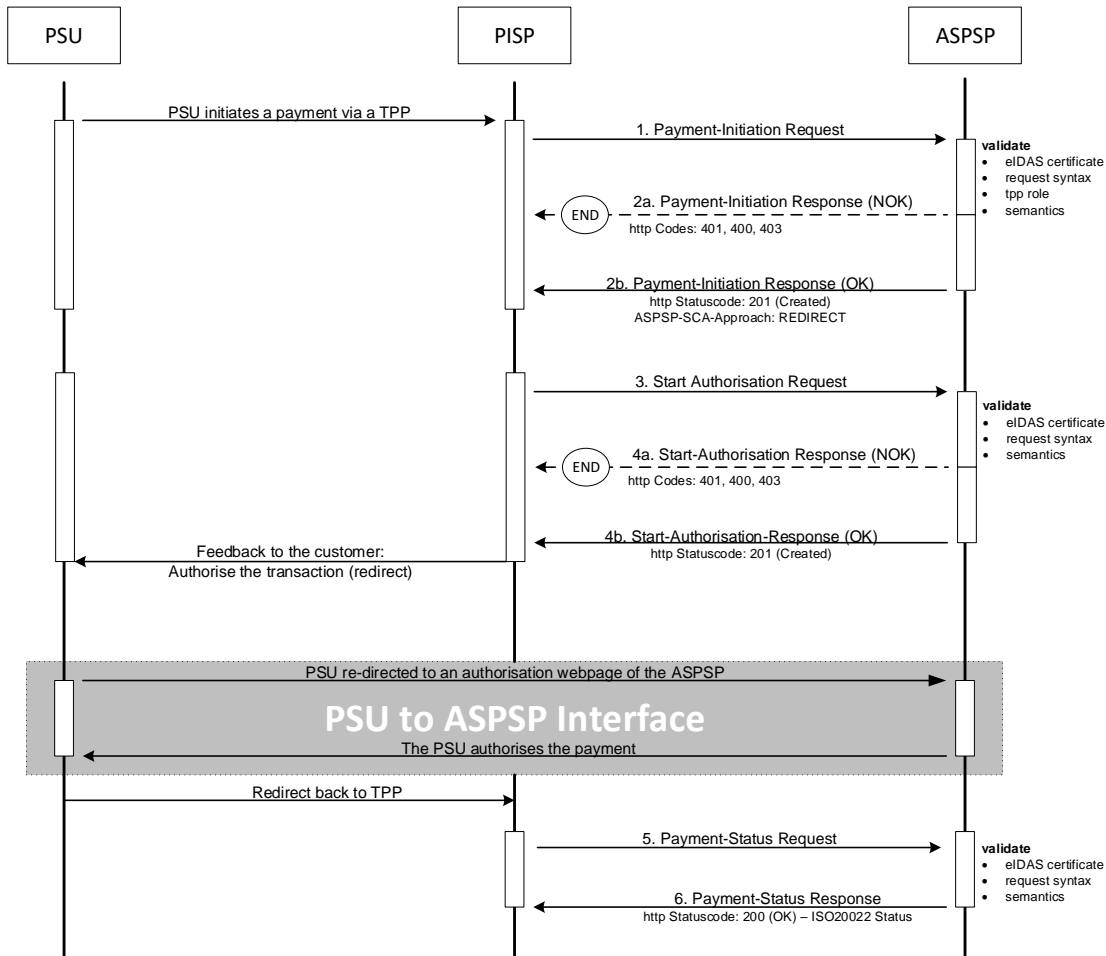 PSU
PISP
ASPSP
PSU initiates a payment via a TPP
1. Payment-Initiation Request
validate
• eIDAS certificate
• request syntax
• tpp role
• semantics
2a. Payment-Initiation Response (NOK)
END
http Codes: 401, 400, 403
2b. Payment-Initiation Response (OK)
http Statuscode: 201 (Created)
ASPSP-SCA-Approach: REDIRECT
3. Start Authorisation Request
validate
• eIDAS certificate
• request syntax
• semantics
4a. Start-Authorisation Response (NOK)
END
http Codes: 401, 400, 403
4b. Start-Authorisation-Response (OK)
http Statuscode: 201 (Created)
Feedback to the customer:
Authorise the transaction (redirect)
PSU re-directed to an authorisation webpage of the ASPSP
PSU to ASPSP Interface
The PSU authorises the payment
Redirect back to TPP
5. Payment-Status Request
validate
• eIDAS certificate
• request syntax
• semantics
6. Payment-Status Response
http Statuscode: 200 (OK) – ISO20022 Status